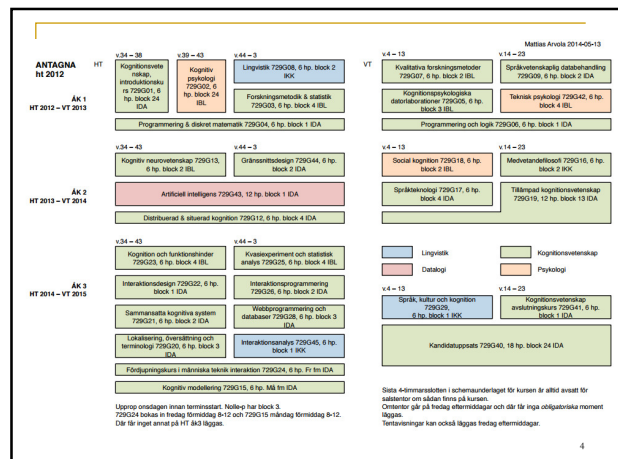 Mattias Arvola 2014-05-13
ANTAGNA
ht 2012
HT
v.34 – 38
v.39 – 43
v.44 – 3
VT
v.4 – 13
v.14 – 23
ÅK 1
HT 2012 – VT 2013
Kognitionsvete
nskap,
introduktionsku
rs 729G01, 6
hp. block 24
IDA
Kognitiv
psykologi
729G02, 6
hp. block 24
IBL
Lingvistik 729G08, 6 hp. block 2
IKK
Forskningsmetodik & statistik
729G03, 6 hp. block 4 IBL
Programmering & diskret matematik 729G04, 6 hp. block 1 IDA
Kvalitativa forskningsmetoder
729G07, 6 hp. block 2 IBL
Språkvetenskaplig databehandling
729G09, 6 hp. block 2 IDA
Kognitionspsykologiska
datorlaborationer 729G05, 6 hp.
block 3 IBL
Teknisk psykologi 729G42, 6 hp.
block 4 IBL
Programmering och logik 729G06, 6 hp. block 1 IDA
v.34 – 43
v.44 – 3
v.4 – 13
v.14 – 23
ÅK 2
HT 2013 – VT 2014
Kognitiv neurovetenskap 729G13,
6 hp. block 2 IBL
Gränssnittsdesign 729G44, 6 hp.
block 2 IDA
Artificiell intelligens 729G43, 12 hp. block 1 IDA
Distribuerad & situerad kognition 729G12, 6 hp. block 4 IDA
Social kognition 729G18, 6 hp.
block 2 IBL
Medvetandefilosofi 729G16, 6 hp.
block 2 IKK
Språkteknologi 729G17, 6 hp.
block 4 IDA
Tillämpad kognitionsvetenskap
729G19, 12 hp. block 13 IDA
v.34 – 43
v.44 – 3
ÅK 3
HT 2014 – VT 2015
Kognition och funktionshinder
729G23, 6 hp. block 4 IBL
Kvasiexperiment och statistisk
analys 729G25, 6 hp. block 4 IBL
Interaktionsdesign 729G22, 6 hp.
block 1 IDA
Interaktionsprogrammering
729G26, 6 hp. block 2 IDA
Sammansatta kognitiva system
729G21, 6 hp. block 2 IDA
Webbprogrammering och
databaser 729G28, 6 hp. block 3
IDA
Lokalisering, översättning och
terminologi 729G20, 6 hp. block 3
IDA
Interaktionsanalys 729G45, 6 hp.
block 1 IKK
Fördjupningskurs i människa teknik interaktion 729G24, 6 hp. Fr fm IDA
Kognitiv modellering 729G15, 6 hp. Må fm IDA
Lingvistik
Kognitionsvetenskap
Datalogi
Psykologi
v.4 – 13
v.14 – 23
Språk, kultur och kognition
729G29,
6 hp. block 1 IKK
Kognitionsvetenskap
avslutningskurs 729G41, 6 hp.
block 1 IDA
Kandidatuppsats 729G40, 18 hp. block 24 IDA
Upprop onsdagen innan terminsstart. Nolle-p har block 3.
729G24 bokas in fredag förmiddag 8-12 och 729G15 måndag förmiddag 8-12.
Där får inget annat på HT åk3 läggas.
Sista 4-timmarsslotten i schemaunderlaget för kursen är alltid avsatt för
salstentor om sådan finns på kursen.
Omtentor går på fredag eftermiddagar och där får inga obligatoriska moment
läggas.
Tentavisningar kan också läggas fredag eftermiddagar.
4